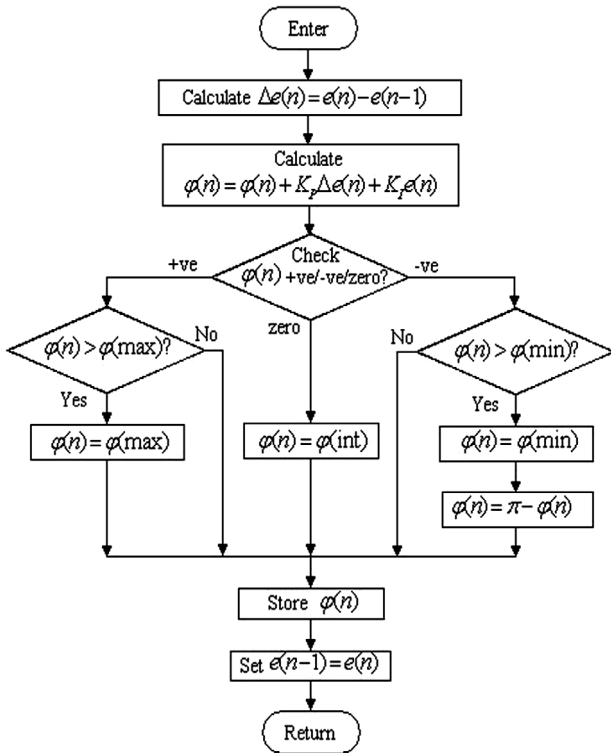 Enter
Calculate Δe(n)=e(n)−e(n−1)
Calculate
φ(n)=φ(n)+K_PΔe(n)+K_Ie(n)
Check
φ(n) +ve/-ve/zero?
+ve
-ve
zero
φ(n)>φ(max)?
No
No
φ(n)>φ(min)?
Yes
Yes
φ(n)=φ(max)
φ(n)=φ(int)
φ(n)=φ(min)
φ(n)=π−φ(n)
Store φ(n)
Set e(n−1)=e(n)
Return